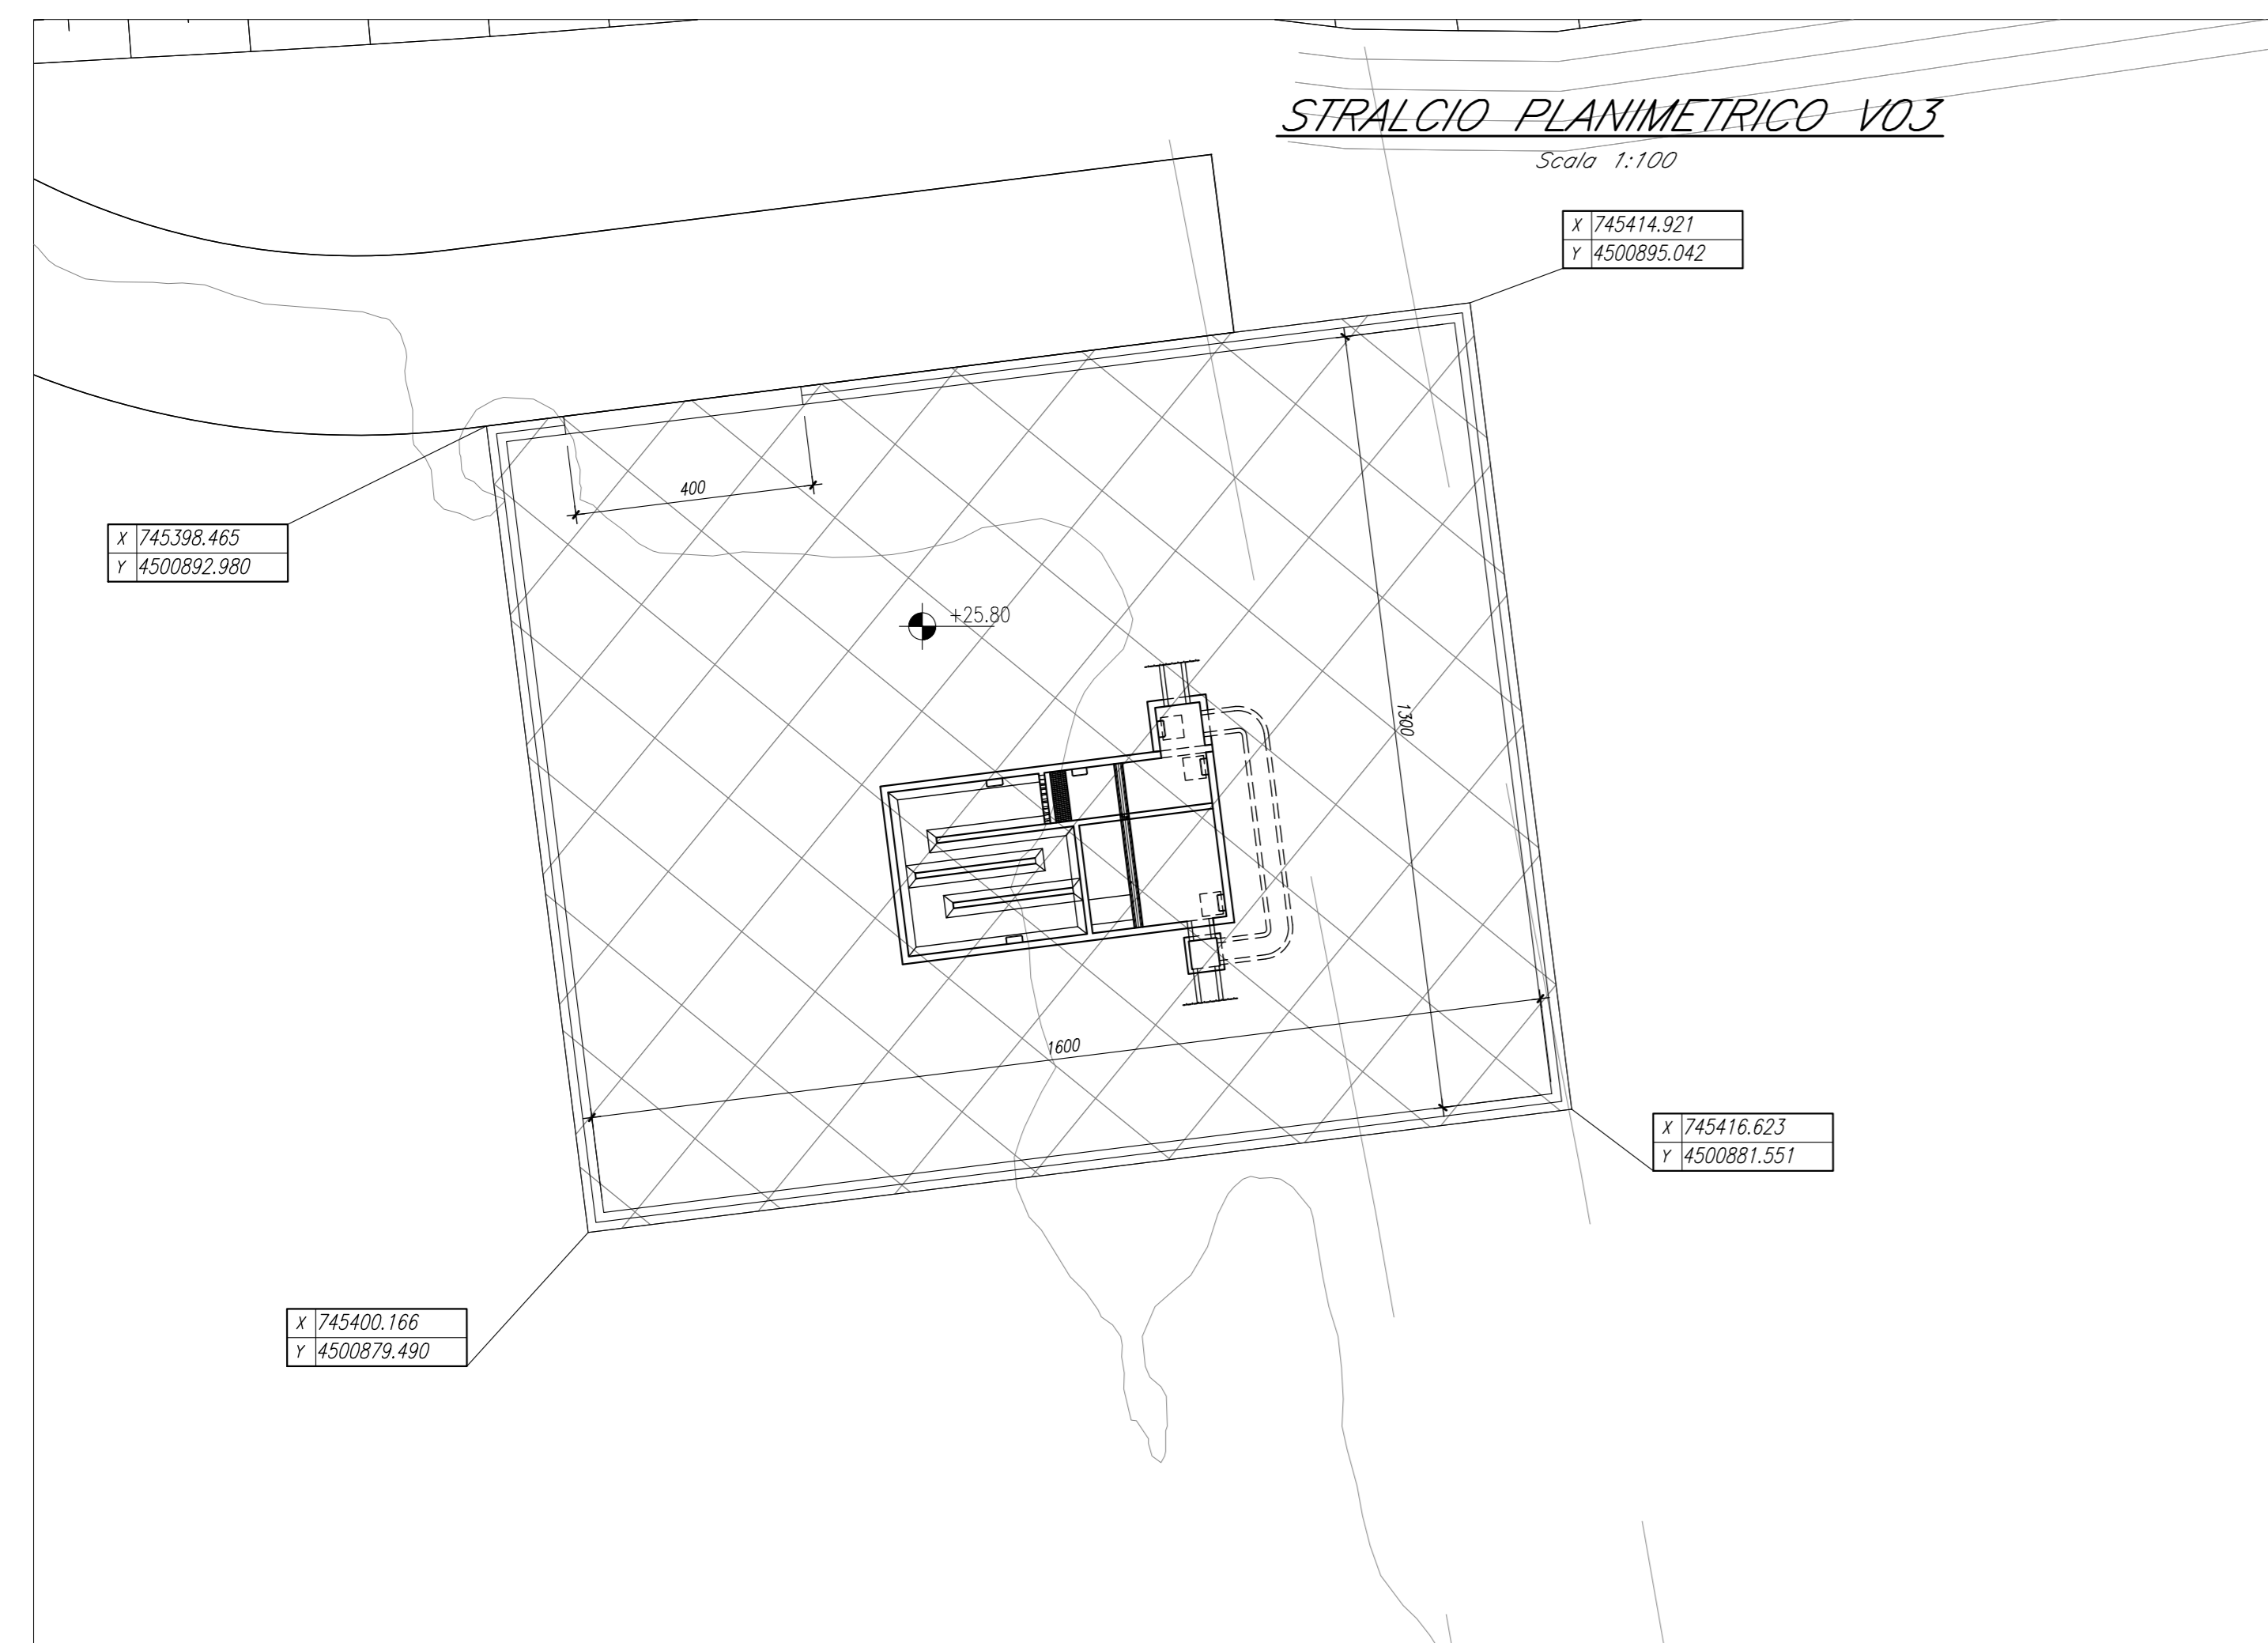 STRALCIO PLANIMETRICO V03
Scala 1:100
X 745414.921
Y 4500895.042
400
X 745398.465
Y 4500892.980
+25.80
1300
1600
X 745416.623
Y 4500881.551
X 745400.166
Y 4500879.490